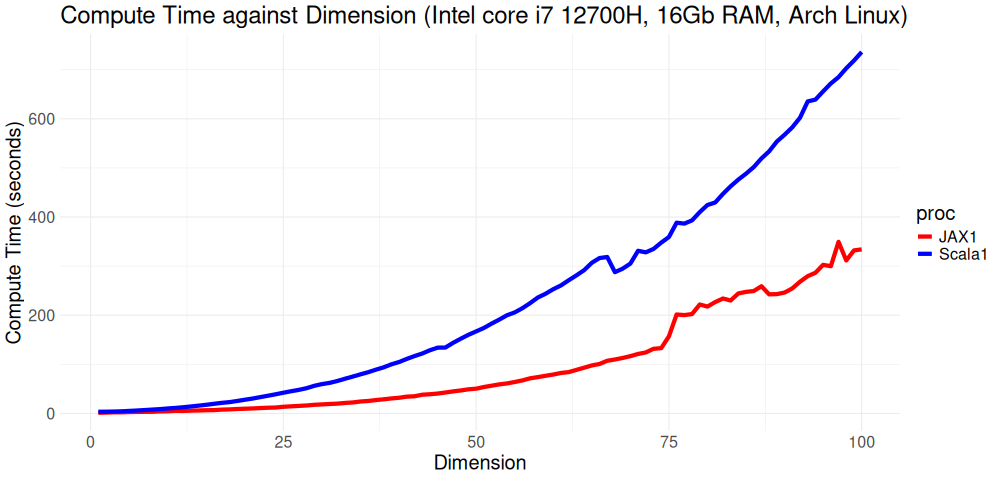 Compute Time against Dimension (Intel core i7 12700H, 16Gb RAM, Arch Linux)
Compute Time (seconds)
600
400
200
0
0 25 50 75 100
Dimension
proc
JAX1
Scala1